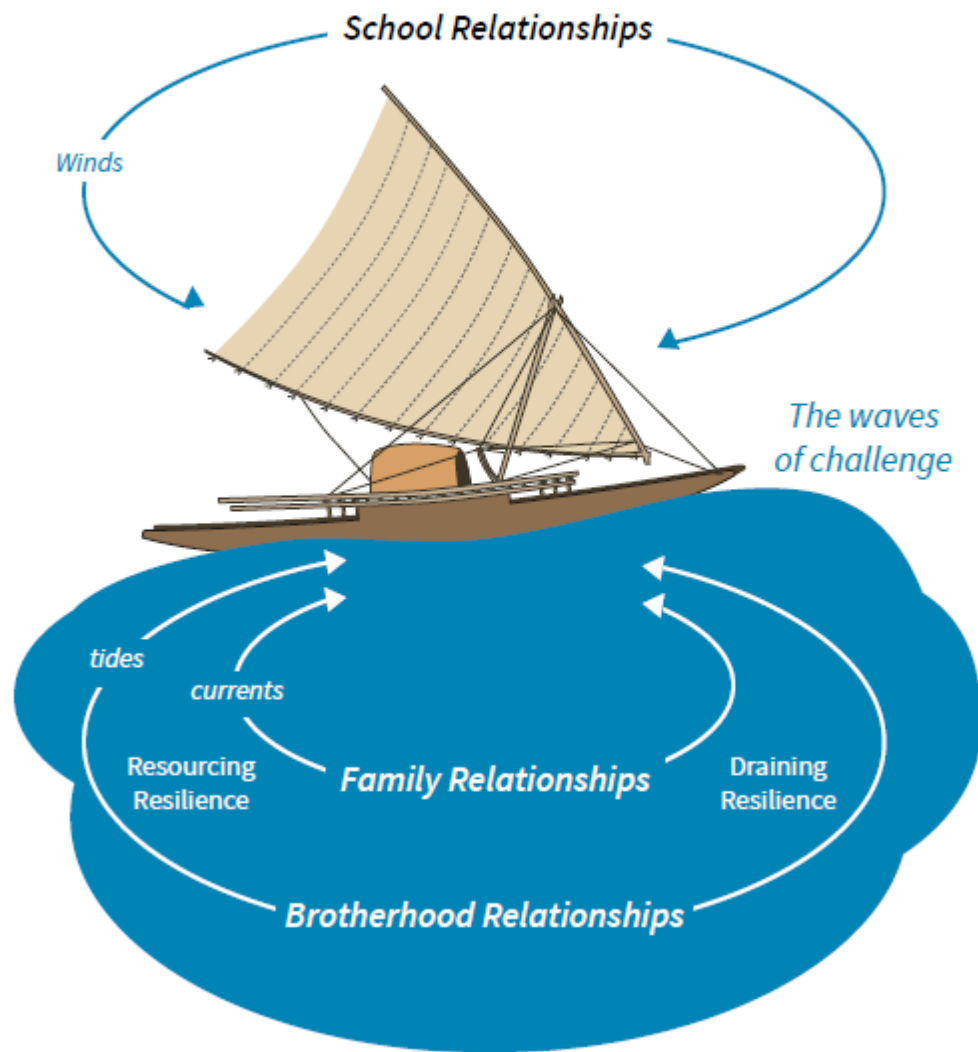 School Relationships
Winds
The waves
of challenge
tides
currents
Resourcing
Resilience
Family Relationships
Draining
Resilience
Brotherhood Relationships